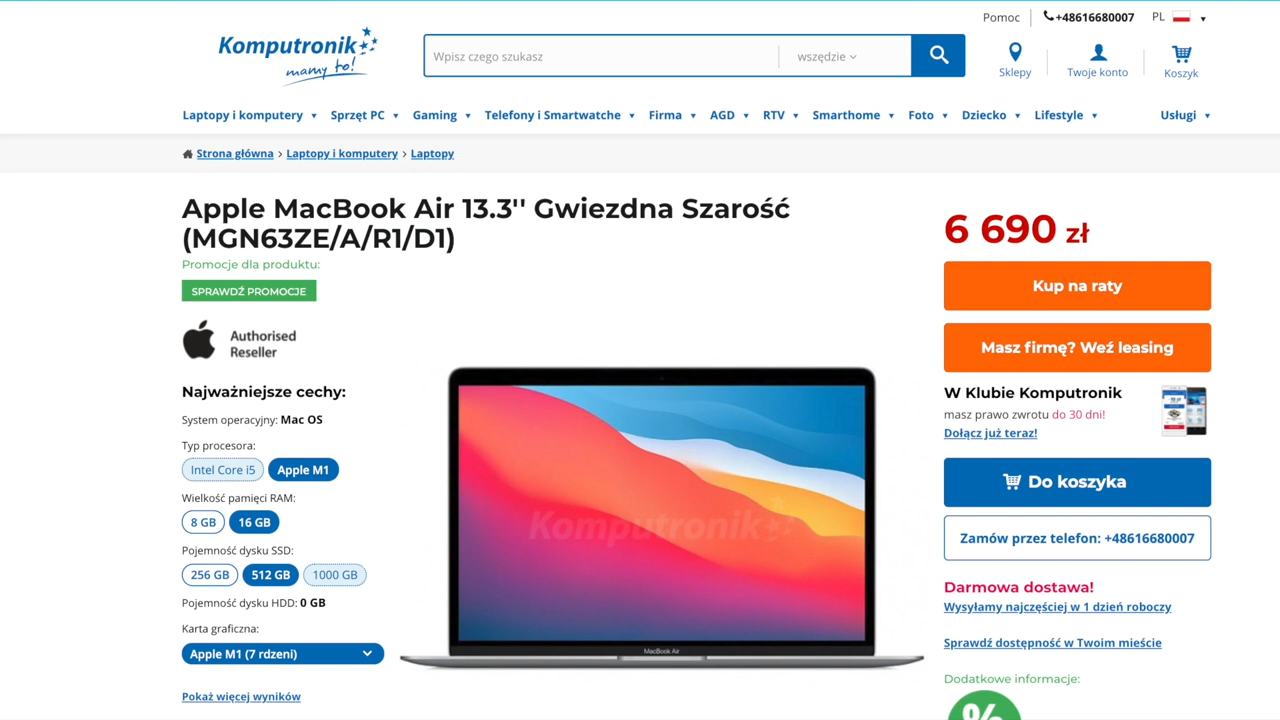 Pomoc
+48616680007
PL
Komputronik
mamy to!
Wpisz czego szukasz
wszędzie
Sklepy
Twoje konto
Koszyk
Laptopy i komputery
Sprzęt PC
Gaming
Telefony i Smartwatche
Firma
AGD
RTV
Smarthome
Foto
Dziecko
Lifestyle
Usługi
Strona główna > Laptopy i komputery > Laptopy
Apple MacBook Air 13.3'' Gwiezdna Szarość
(MGN63ZE/A/R1/D1)
Promocje dla produktu:
SPRAWDŹ PROMOCJE
Authorised
Reseller
Najważniejsze cechy:
System operacyjny: Mac OS
Typ procesora:
Intel Core i5
Apple M1
Wielkość pamięci RAM:
8 GB
16 GB
Pojemność dysku SSD:
256 GB
512 GB
1000 GB
Pojemność dysku HDD: 0 GB
Karta graficzna:
Apple M1 (7 rdzeni)
Pokaż więcej wyników
Komputronik
MacBook Air
6 690 zł
Kup na raty
Masz firmę? Weź leasing
W Klubie Komputronik
masz prawo zwrotu do 30 dni!
Dołącz już teraz!
Do koszyka
Zamów przez telefon: +48616680007
Darmowa dostawa!
Wysyłamy najczęściej w 1 dzień roboczy
Sprawdź dostępność w Twoim mieście
Dodatkowe informacje:
%